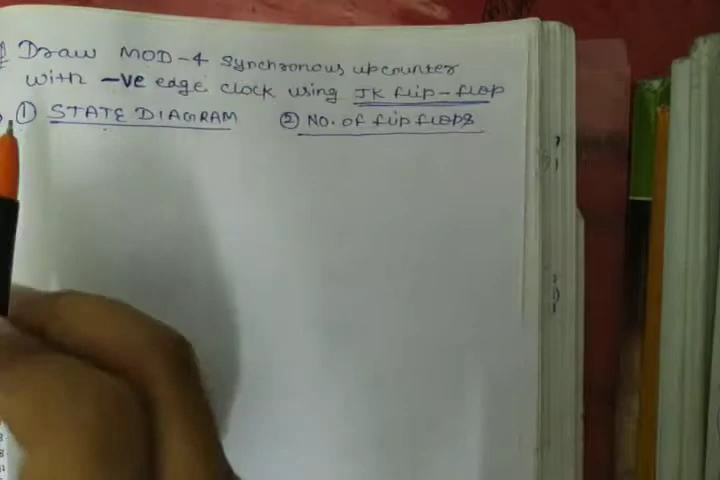 Draw MOD-4 synchronous upcounter
with -ve edge clock using JK flip-flop
① STATE DIAGRAM ② NO. of flip flops